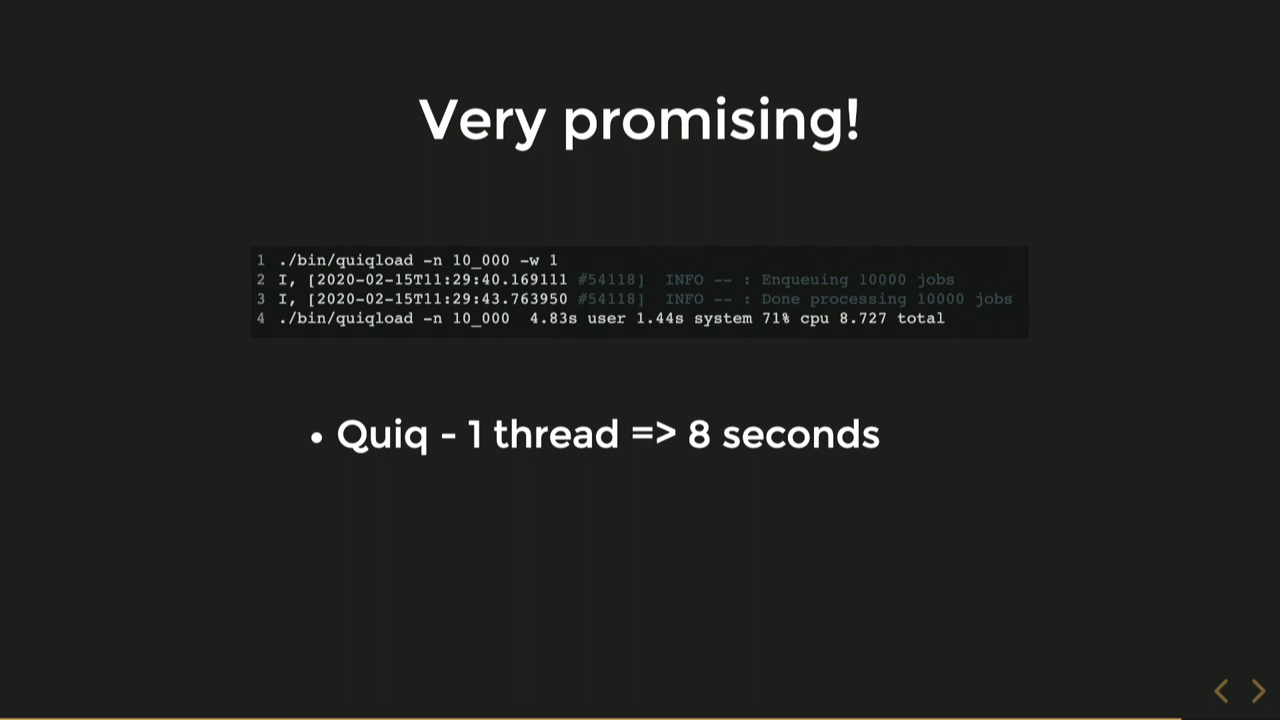 Very promising!
1 ./bin/quiqload -n 10_000 -w 1
2 I, [2020-02-15T11:29:40.169111 #54118]  INFO -- : Enqueuing 10000 jobs
3 I, [2020-02-15T11:29:43.763950 #54118]  INFO -- : Done processing 10000 jobs
4 ./bin/quiqload -n 10_000  4.83s user 1.44s system 71% cpu 8.727 total
• Quiq - 1 thread => 8 seconds